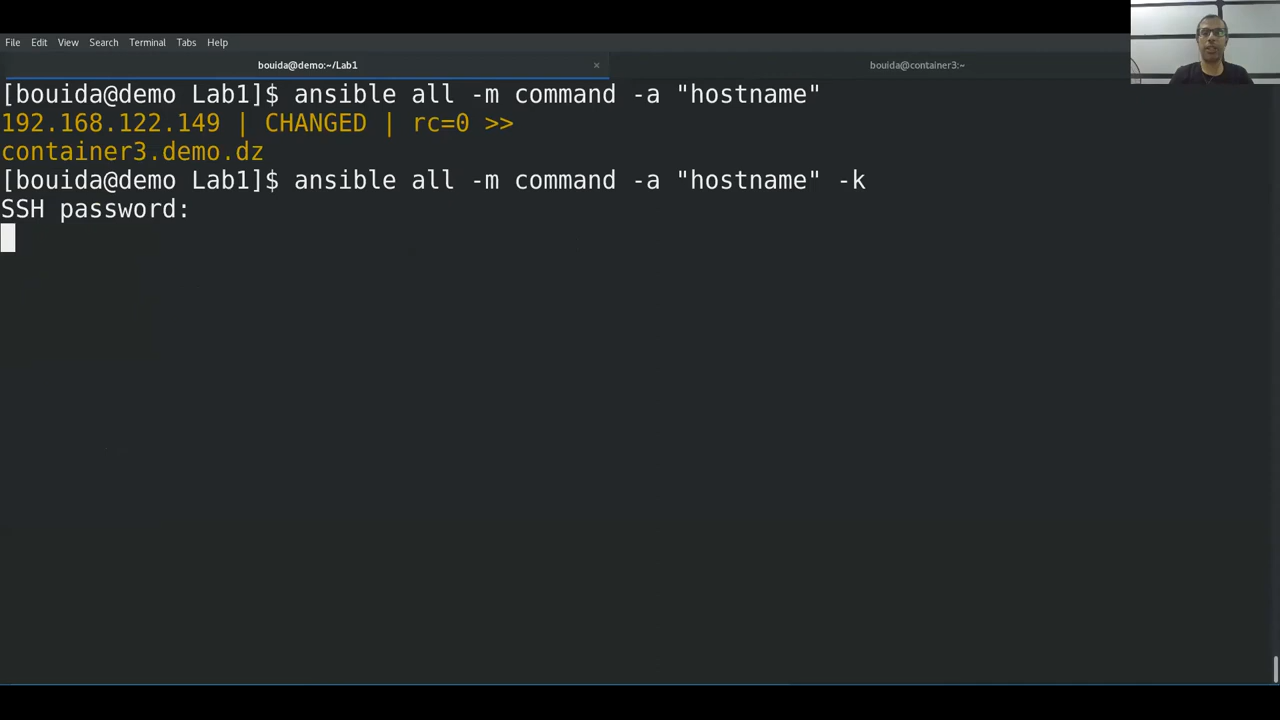 File Edit View Search Terminal Tabs Help
bouida@demo:~/Lab1 × bouida@container3:~
[bouida@demo Lab1]$ ansible all -m command -a "hostname"
192.168.122.149 | CHANGED | rc=0 >>
container3.demo.dz
[bouida@demo Lab1]$ ansible all -m command -a "hostname" -k
SSH password: